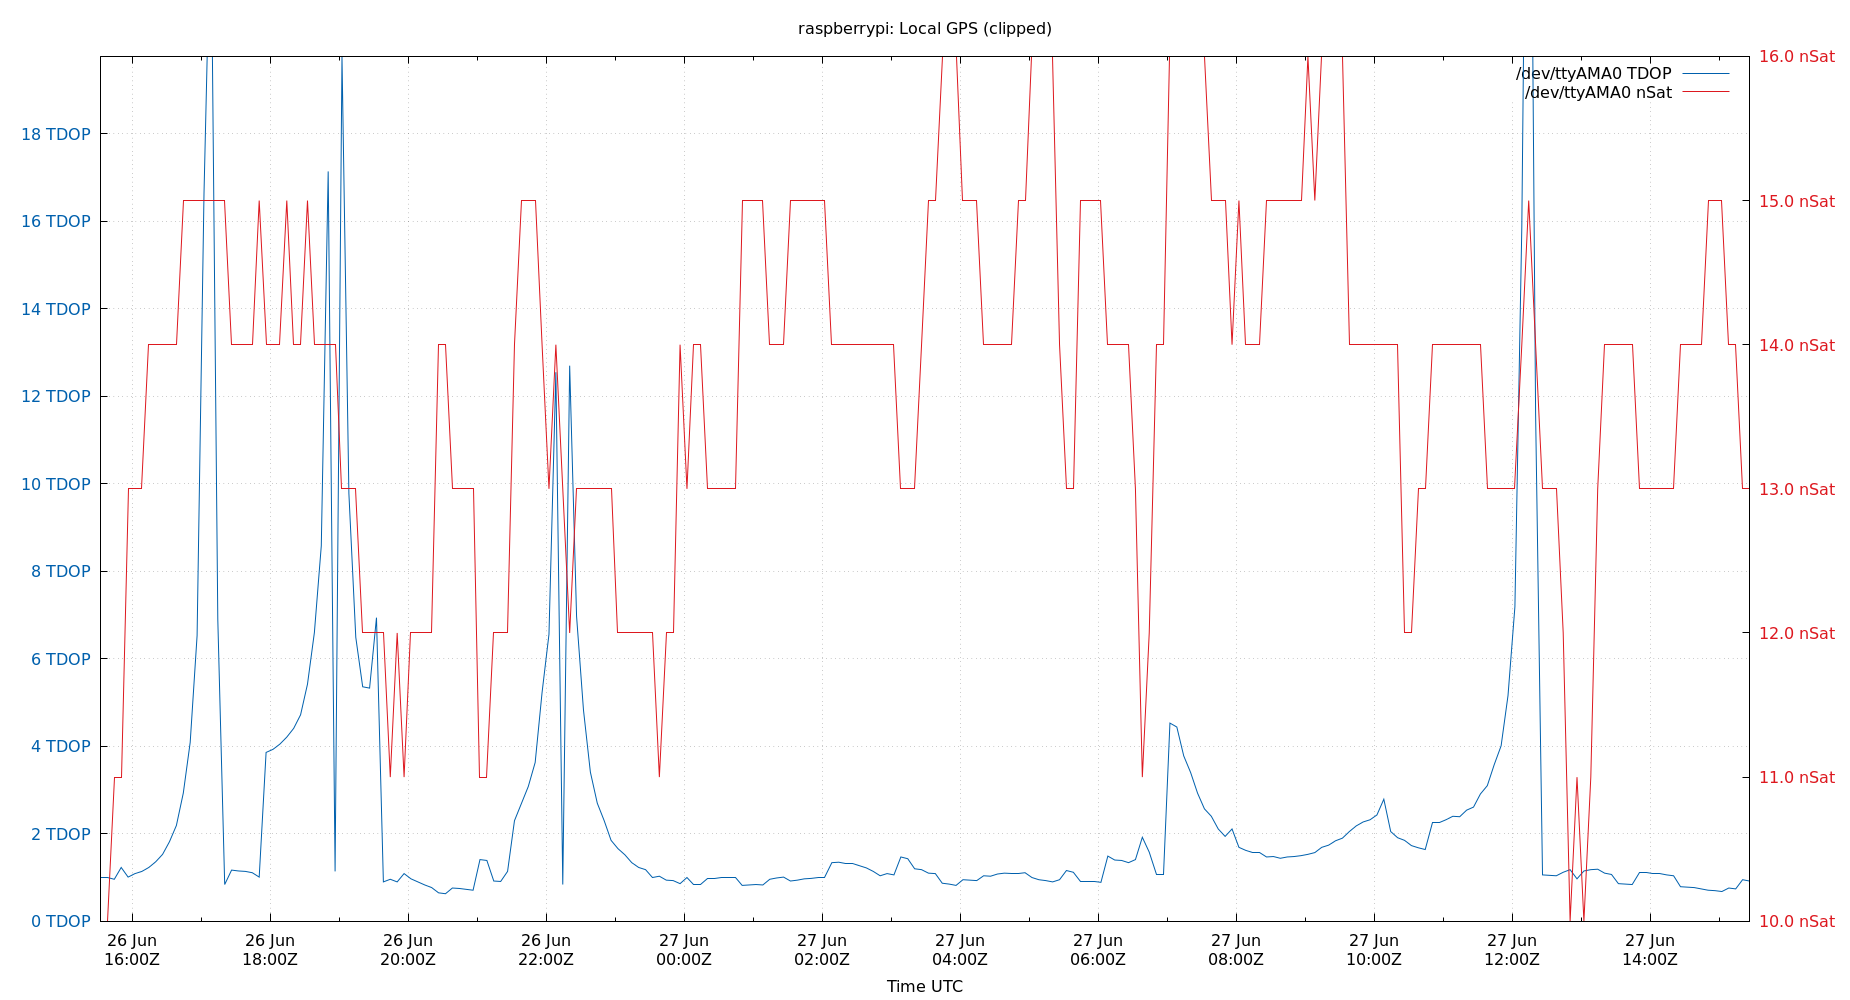 raspberrypi: Local GPS (clipped)
16.0 nSat
/dev/ttyAMA0 TDOP
/dev/ttyAMA0 nSat
18 TDOP
16 TDOP
15.0 nSat
14 TDOP
14.0 nSat
12 TDOP
10 TDOP
13.0 nSat
8 TDOP
12.0 nSat
6 TDOP
4 TDOP
11.0 nSat
2 TDOP
0 TDOP
10.0 nSat
26 Jun 26 Jun 26 Jun 26 Jun 27 Jun 27 Jun 27 Jun 27 Jun 27 Jun 27 Jun 27 Jun 27 Jun
16:00Z 18:00Z 20:00Z 22:00Z 00:00Z 02:00Z 04:00Z 06:00Z 08:00Z 10:00Z 12:00Z 14:00Z
Time UTC